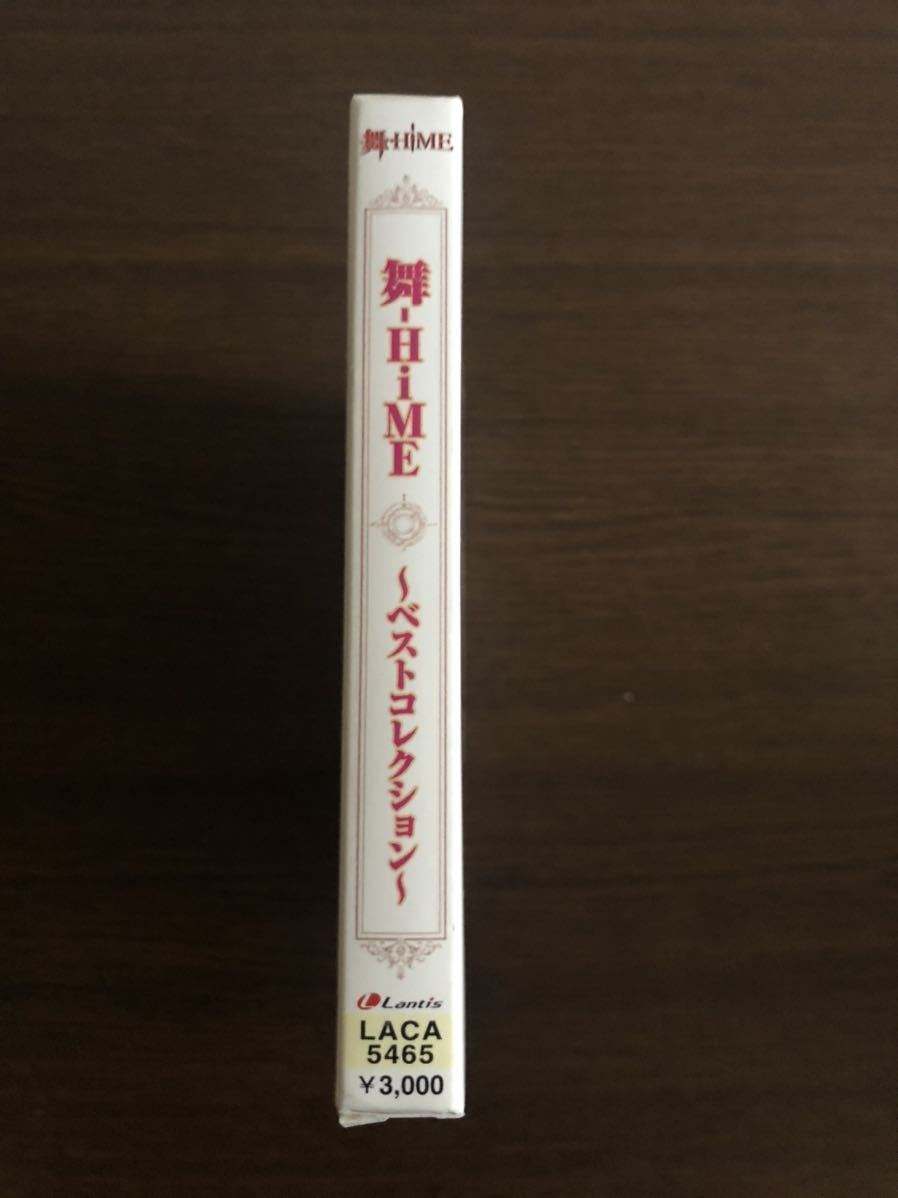 舞-HiME
舞-HiME
～ベストコレクション～
Lantis
LACA
5465
¥3,000